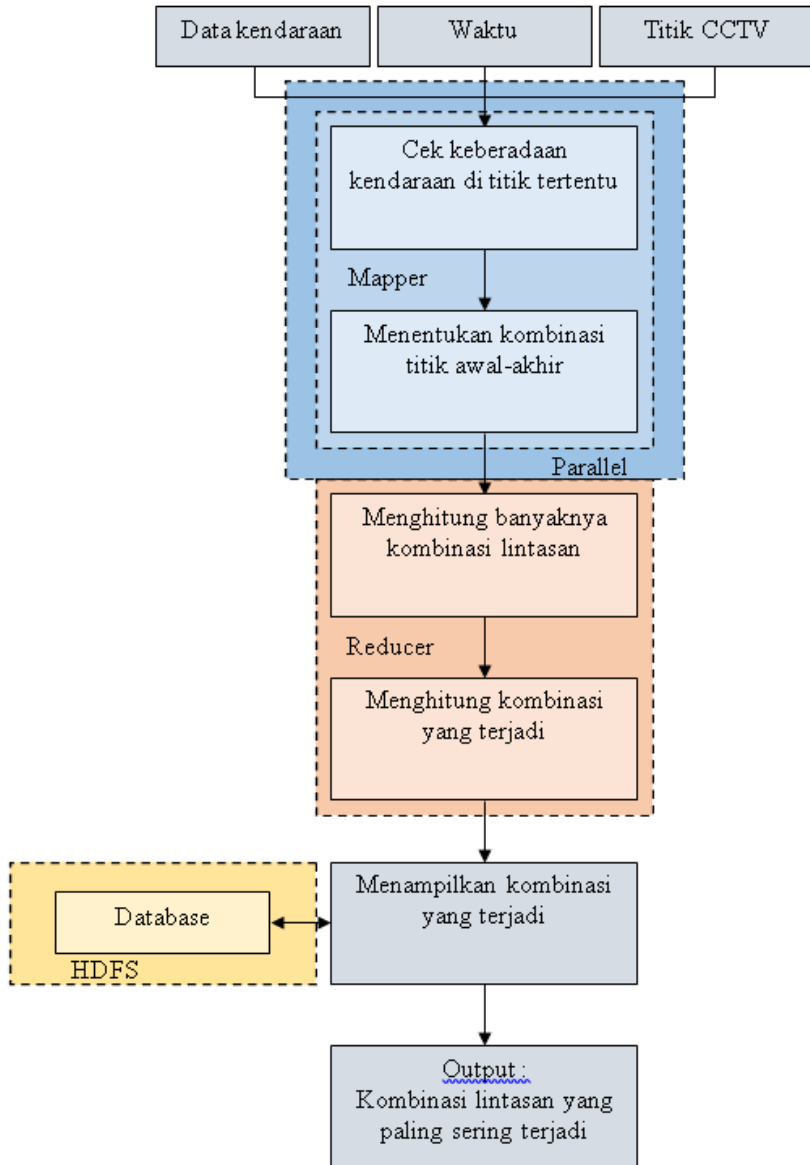 Data kendaraan
Waktu
Titik CCTV
Cek keberadaan
kendaraan di titik tertentu
Mapper
Menentukan kombinasi
titik awal-akhir
Parallel
Menghitung banyaknya
kombinasi lintasan
Reducer
Menghitung kombinasi
yang terjadi
Menampilkan kombinasi
yang terjadi
Database
HDFS
Output :
Kombinasi lintasan yang
paling sering terjadi